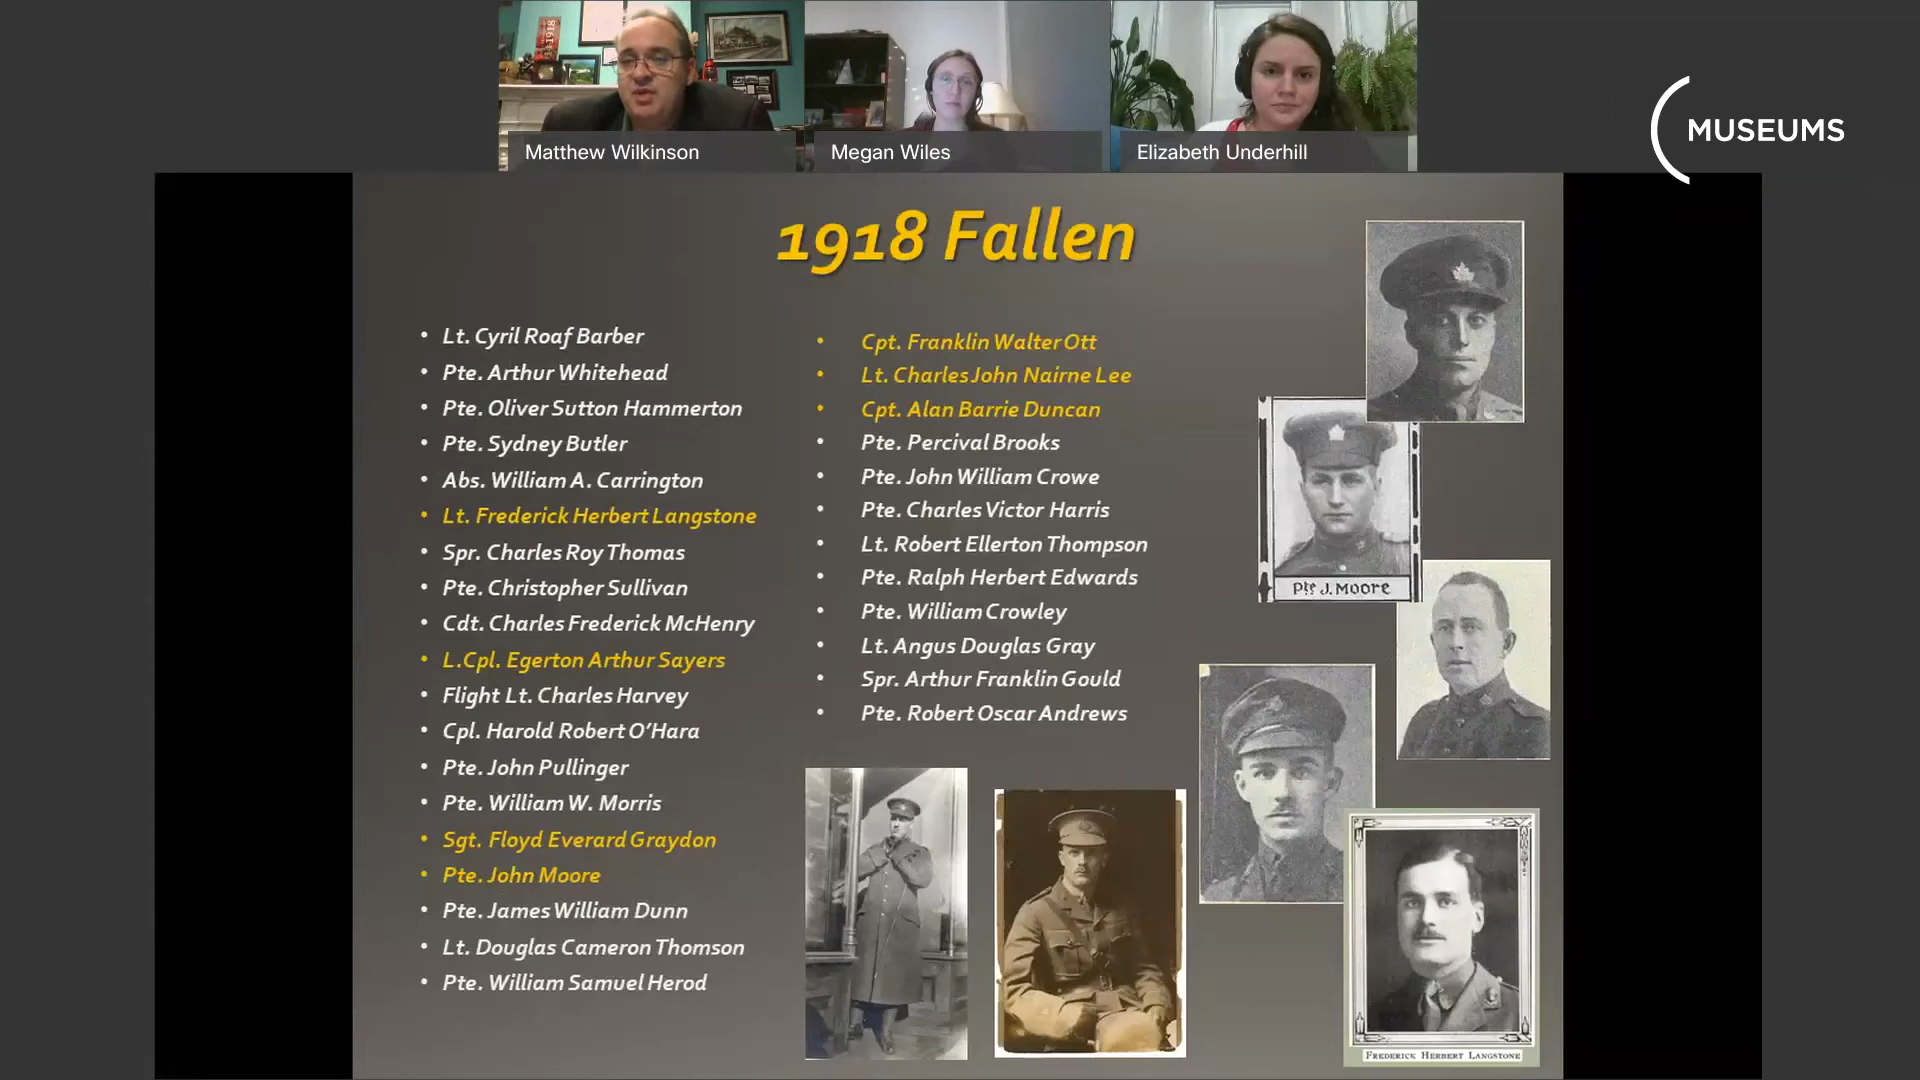 1918
Matthew Wilkinson
Megan Wiles
Elizabeth Underhill
MUSEUMS
1918 Fallen
• Lt. Cyril Roaf Barber
• Pte. Arthur Whitehead
• Pte. Oliver Sutton Hammerton
• Pte. Sydney Butler
• Abs. William A. Carrington
• Lt. Frederick Herbert Langstone
• Spr. Charles Roy Thomas
• Pte. Christopher Sullivan
• Cdt. Charles Frederick McHenry
• L.Cpl. Egerton Arthur Sayers
• Flight Lt. Charles Harvey
• Cpl. Harold Robert O’Hara
• Pte. John Pullinger
• Pte. William W. Morris
• Sgt. Floyd Everard Graydon
• Pte. John Moore
• Pte. James William Dunn
• Lt. Douglas Cameron Thomson
• Pte. William Samuel Herod
• Cpt. Franklin Walter Ott
• Lt. Charles John Nairne Lee
• Cpt. Alan Barrie Duncan
• Pte. Percival Brooks
• Pte. John William Crowe
• Pte. Charles Victor Harris
• Lt. Robert Ellerton Thompson
• Pte. Ralph Herbert Edwards
• Pte. William Crowley
• Lt. Angus Douglas Gray
• Spr. Arthur Franklin Gould
• Pte. Robert Oscar Andrews
Pte J. Moore
FREDERICK HERBERT LANGSTONE